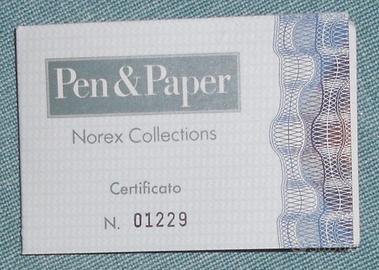 Pen & Paper
Norex Collections
Certificato
N. 01229